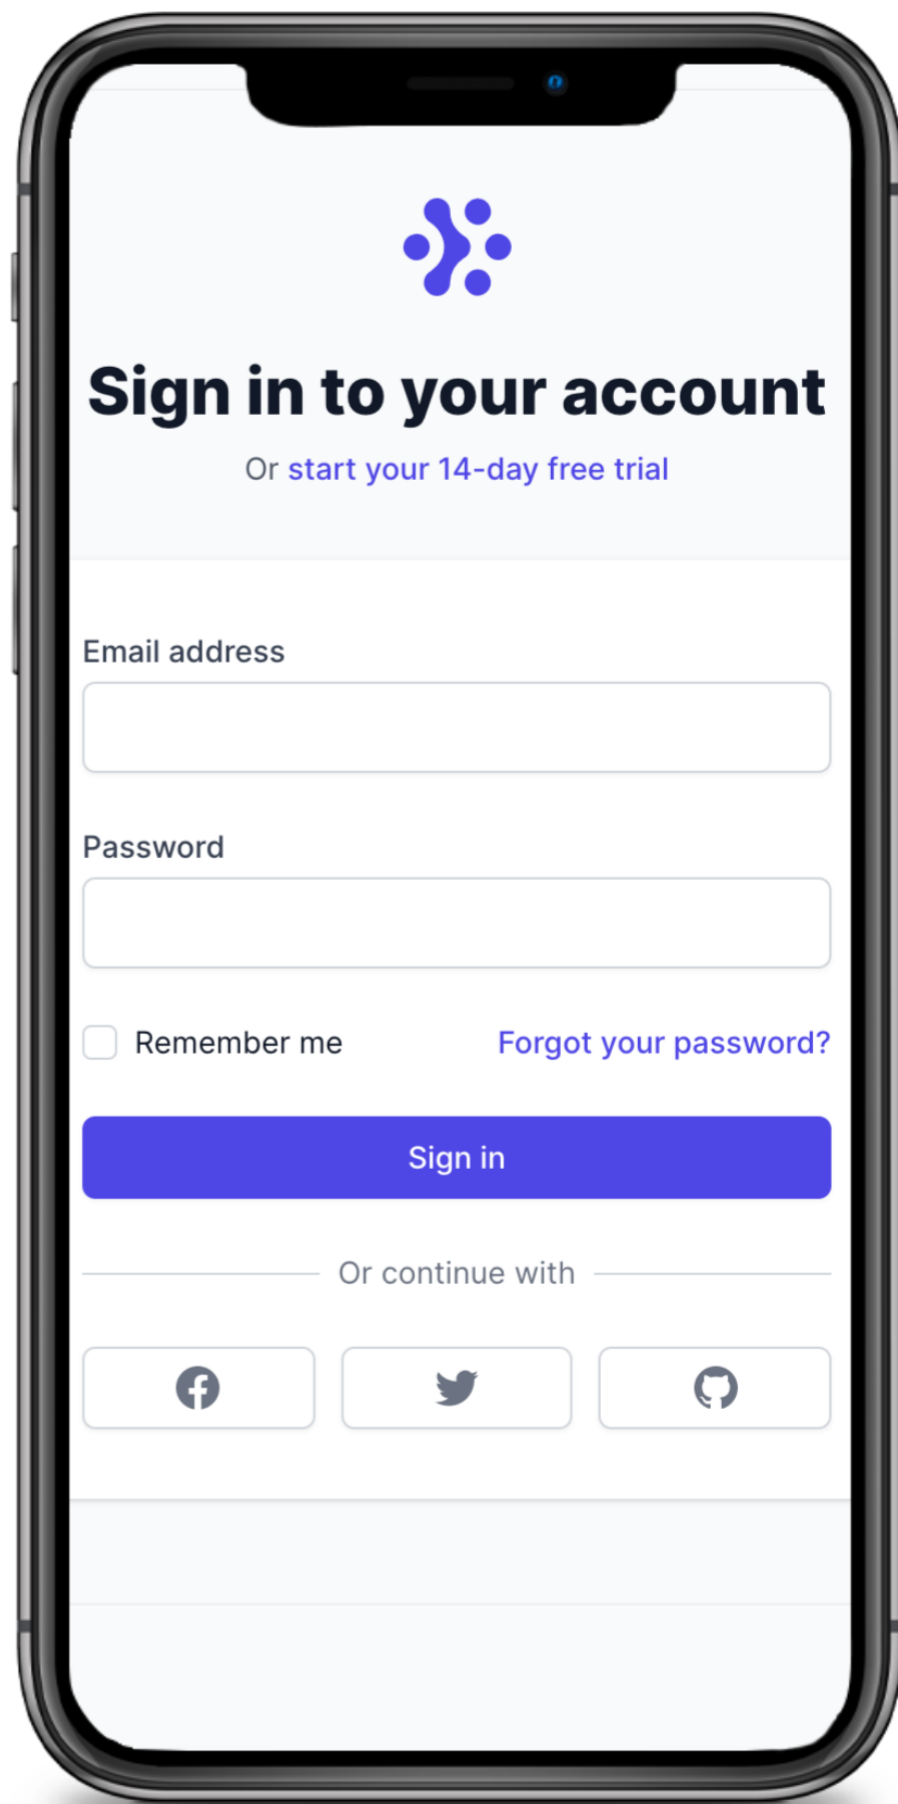 Sign in to your account
Or start your 14-day free trial
Email address
Password
Remember me
Forgot your password?
Sign in
Or continue with